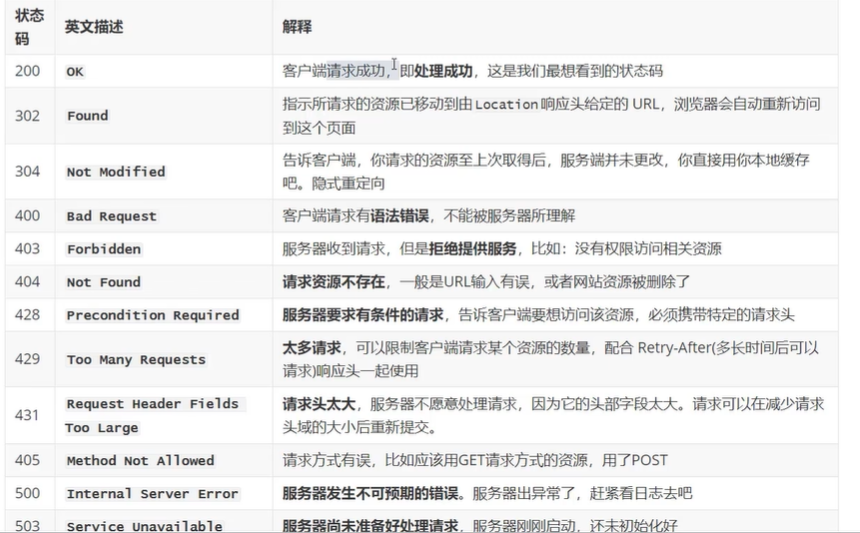 状态码 英文描述 解释
200 OK 客户端请求成功，即处理成功，这是我们最想看到的状态码
302 Found 指示所请求的资源已移动到由Location响应头给定的 URL，浏览器会自动重新访问
到这个页面
304 Not Modified 告诉客户端，你请求的资源至上次取得后，服务端并未更改，你直接用你本地缓存
吧。隐式重定向
400 Bad Request 客户端请求有语法错误，不能被服务器所理解
403 Forbidden 服务器收到请求，但是拒绝提供服务，比如：没有权限访问相关资源
404 Not Found 请求资源不存在，一般是URL输入有误，或者网站资源被删除了
428 Precondition Required 服务器要求有条件的请求，告诉客户端要想访问该资源，必须携带特定的请求头
429 Too Many Requests 太多请求，可以限制客户端请求某个资源的数量，配合 Retry-After(多长时间后可以
请求)响应头一起使用
431 Request Header Fields 请求头太大，服务器不愿意处理请求，因为它的头部字段太大。请求可以在减少请求
Too Large 头域的大小后重新提交。
405 Method Not Allowed 请求方式有误，比如应该用GET请求方式的资源，用了POST
500 Internal Server Error 服务器发生不可预期的错误。服务器出异常了，赶紧看日志去吧
503 Service Unavailable 服务器尚未准备好处理请求，服务器刚刚启动，还未初始化好